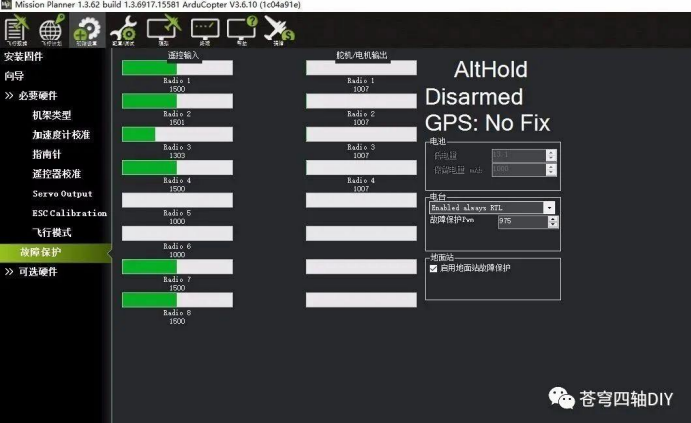 Mission Planner 1.3.62 build 1.3.6917.15581 ArduCopter V3.6.10 (1c04a91e)
飞行数据 飞行计划 初始设置 配置/调试 模拟 终端 帮助 捐赠
安装固件
向导
>> 必要硬件
机架类型
加速度计校准
指南针
遥控器校准
Servo Output
ESC Calibration
飞行模式
故障保护
>> 可选硬件
遥控输入
Radio 1
1500
Radio 2
1501
Radio 3
1303
Radio 4
1500
Radio 5
1000
Radio 6
1000
Radio 7
1500
Radio 8
1500
舵机/电机输出
Radio 1
1007
Radio 2
1007
Radio 3
1007
Radio 4
1007
AltHold
Disarmed
GPS: No Fix
电池
低电量 13.1
保留电量 mAh 1000
电台
Enabled always RTL
故障保护Pwm 975
地面站
启用地面站故障保护
苍穹四轴DIY